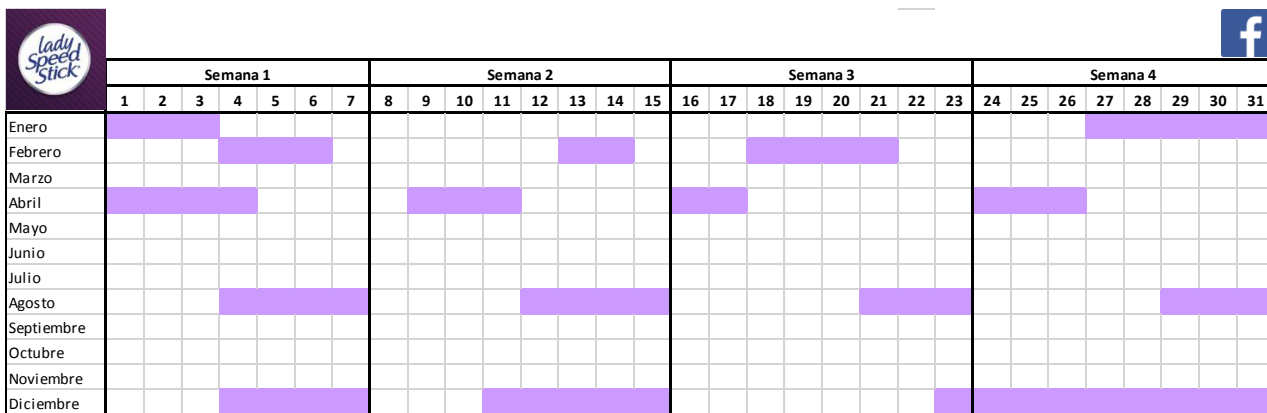 lady
Speed
Stick
f
Semana 1 Semana 2 Semana 3 Semana 4
1 2 3 4 5 6 7 8 9 10 11 12 13 14 15 16 17 18 19 20 21 22 23 24 25 26 27 28 29 30 31
Enero
Febrero
Marzo
Abril
Mayo
Junio
Julio
Agosto
Septiembre
Octubre
Noviembre
Diciembre